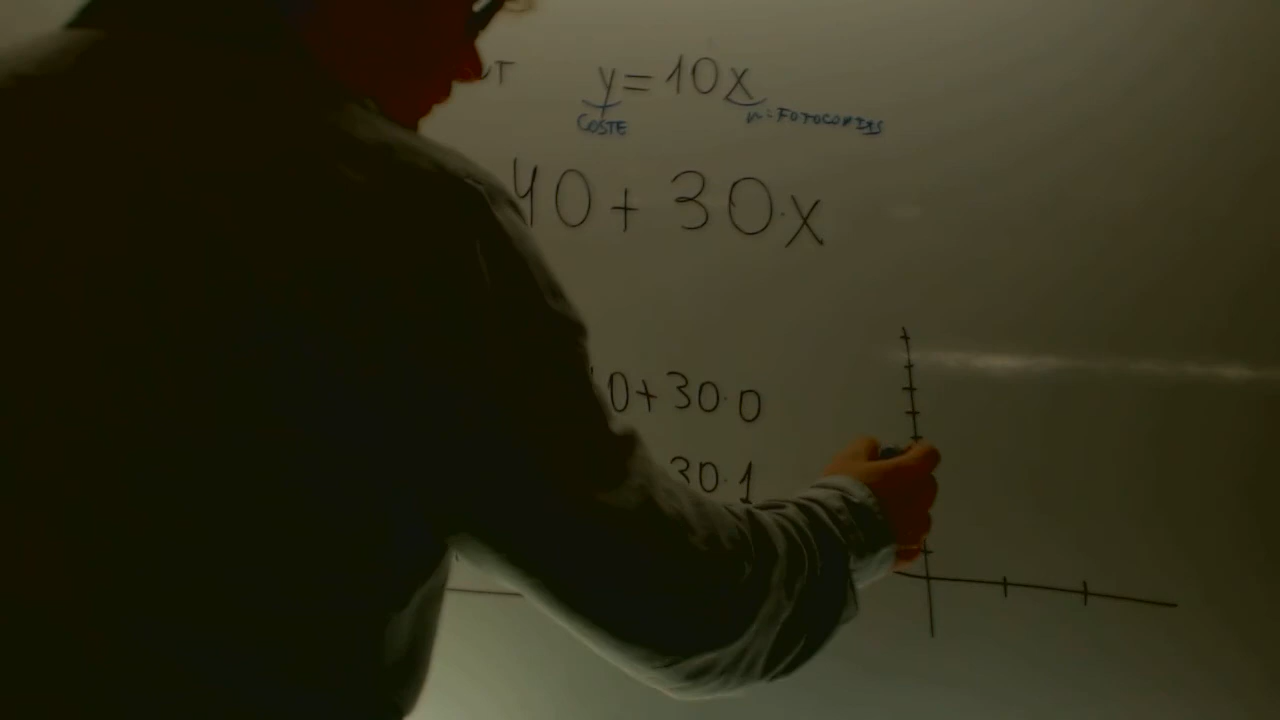 y=10x
COSTE
n=FOTOCOPIAS
40+30·x
0+30·0
30·1